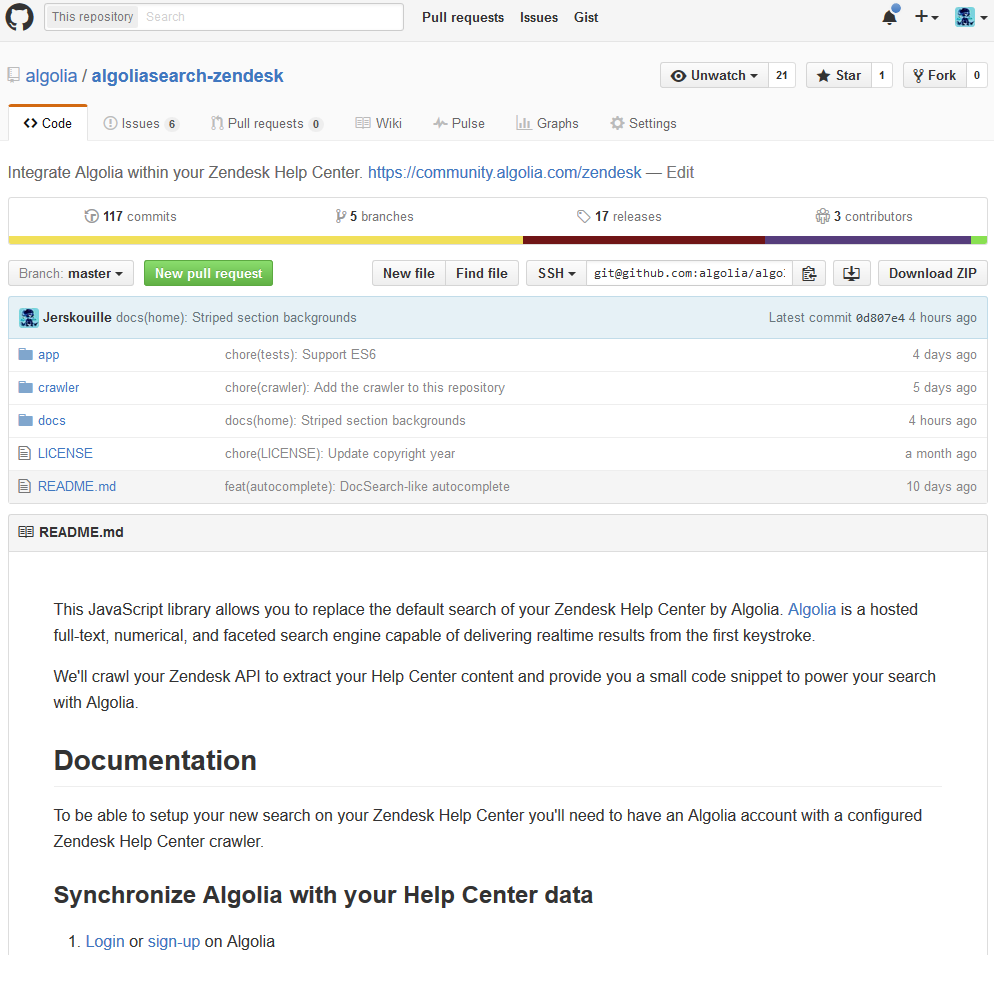 This repository Search Pull requests Issues Gist
algolia / algoliasearch-zendesk Unwatch 21 Star 1 Fork 0
Code Issues 6 Pull requests 0 Wiki Pulse Graphs Settings
Integrate Algolia within your Zendesk Help Center. https://community.algolia.com/zendesk — Edit
117 commits 5 branches 17 releases 3 contributors
Branch: master New pull request New file Find file SSH git@github.com:algolia/algo Download ZIP
Jerskouille docs(home): Striped section backgrounds Latest commit 0d807e4 4 hours ago
app chore(tests): Support ES6 4 days ago
crawler chore(crawler): Add the crawler to this repository 5 days ago
docs docs(home): Striped section backgrounds 4 hours ago
LICENSE chore(LICENSE): Update copyright year a month ago
README.md feat(autocomplete): DocSearch-like autocomplete 10 days ago
README.md
This JavaScript library allows you to replace the default search of your Zendesk Help Center by Algolia. Algolia is a hosted
full-text, numerical, and faceted search engine capable of delivering realtime results from the first keystroke.
We'll crawl your Zendesk API to extract your Help Center content and provide you a small code snippet to power your search
with Algolia.
Documentation
To be able to setup your new search on your Zendesk Help Center you'll need to have an Algolia account with a configured
Zendesk Help Center crawler.
Synchronize Algolia with your Help Center data
1. Login or sign-up on Algolia